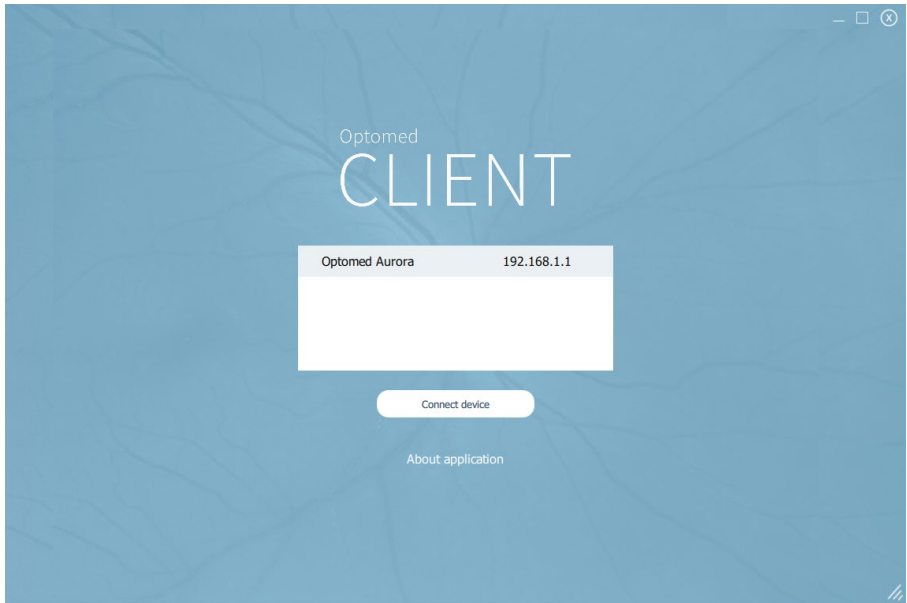 Optomed
CLIENT
Optomed Aurora 192.168.1.1
Connect device
About application